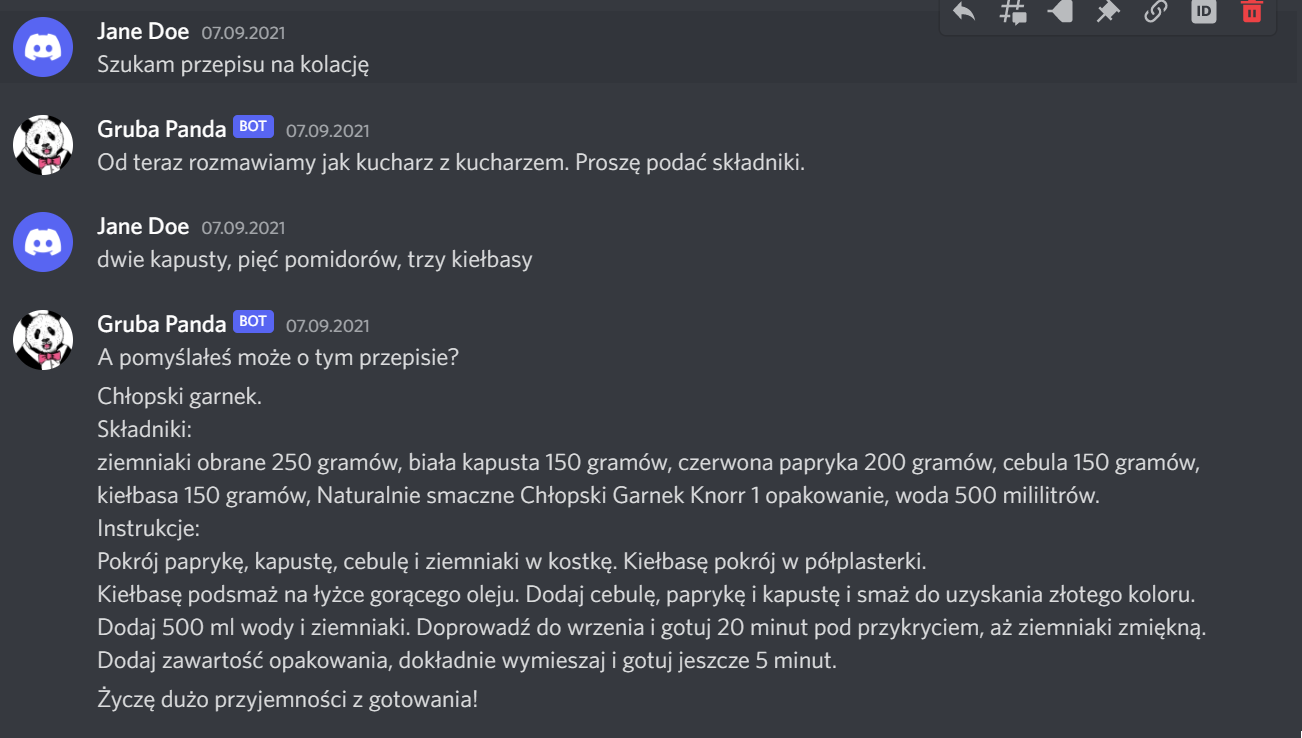 Jane Doe 07.09.2021
Szukam przepisu na kolację
ID
Gruba Panda BOT 07.09.2021
Od teraz rozmawiamy jak kucharz z kucharzem. Proszę podać składniki.
Jane Doe 07.09.2021
dwie kapusty, pięć pomidorów, trzy kiełbasy
Gruba Panda BOT 07.09.2021
A pomyślałeś może o tym przepisie?
Chłopski garnek.
Składniki:
ziemniaki obrane 250 gramów, biała kapusta 150 gramów, czerwona papryka 200 gramów, cebula 150 gramów,
kiełbasa 150 gramów, Naturalnie smaczne Chłopski Garnek Knorr 1 opakowanie, woda 500 mililitrów.
Instrukcje:
Pokrój paprykę, kapustę, cebulę i ziemniaki w kostkę. Kiełbasę pokrój w półplasterki.
Kiełbasę podsmaż na łyżce gorącego oleju. Dodaj cebulę, paprykę i kapustę i smaż do uzyskania złotego koloru.
Dodaj 500 ml wody i ziemniaki. Doprowadź do wrzenia i gotuj 20 minut pod przykryciem, aż ziemniaki zmiękną.
Dodaj zawartość opakowania, dokładnie wymieszaj i gotuj jeszcze 5 minut.
Życzę dużo przyjemności z gotowania!